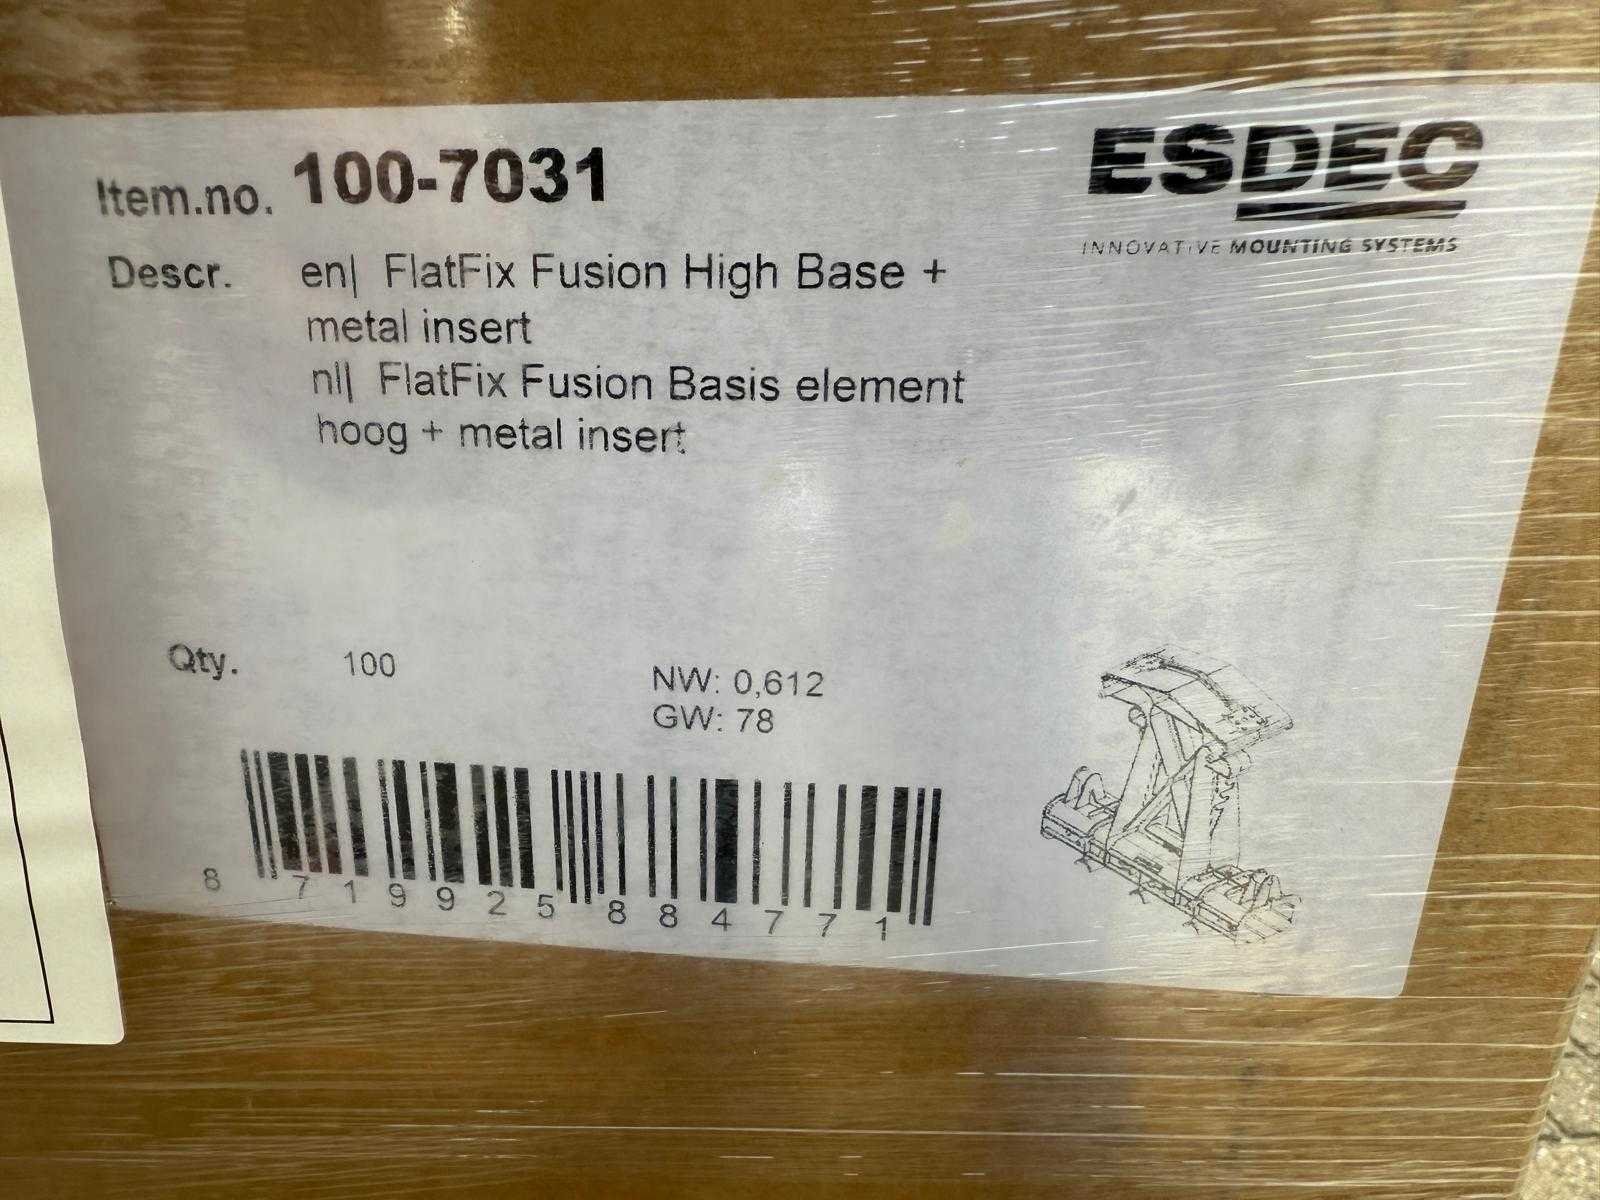 Item.no. 100-7031
ESDEC
INNOVATIVE MOUNTING SYSTEMS
Descr. en| FlatFix Fusion High Base +
metal insert
nl| FlatFix Fusion Basis element
hoog + metal insert
Qty. 100
NW: 0,612
GW: 78
8 719925 884771